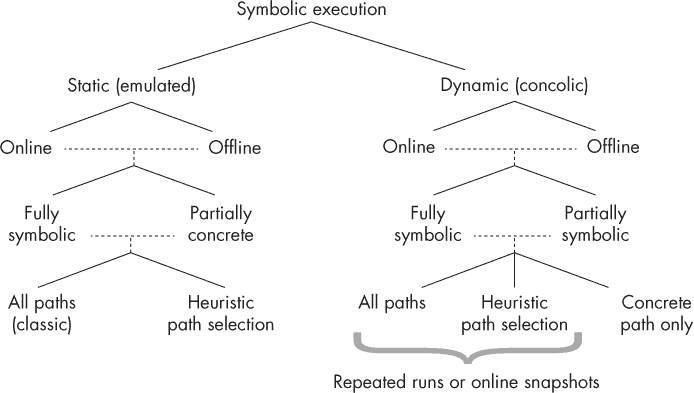 Symbolic execution
Static (emulated)
Dynamic (concolic)
Online
Offline
Online
Offline
Fully
symbolic
Partially
concrete
Fully
symbolic
Partially
symbolic
All paths
(classic)
Heuristic
path selection
All paths
Heuristic
path selection
Concrete
path only
Repeated runs or online snapshots